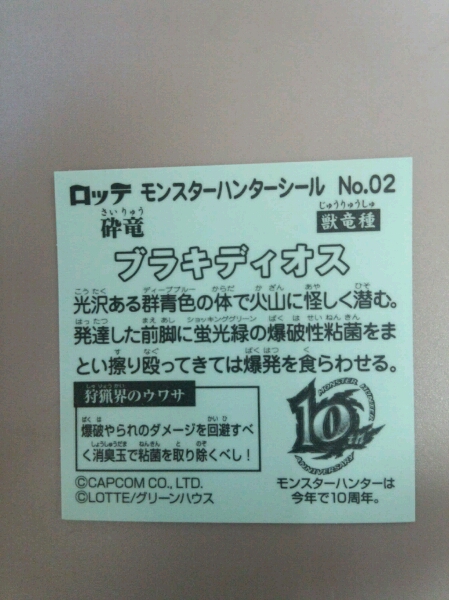 ロッテ モンスターハンターシール No.02
さいりゅう じゅうりゅうしゅ
砕竜 獣竜種
ブラキディオス
こうたく ディープブルー からだ かざん あや ひそ
光沢ある群青色の体で火山に怪しく潜む。
はったつ まえあし ショッキンググリーン ばくはせいねんきん
発達した前脚に蛍光緑の爆破性粘菌をま
す なぐ ばくはつ く
とい擦り殴ってきては爆発を食らわせる。
しゅりょうかい
狩猟界のウワサ
ばくは かいひ
爆破やられのダメージを回避すべ
しょうしゅうだま ねんきん と のぞ
く消臭玉で粘菌を取り除くべし!
©CAPCOM CO., LTD.
©LOTTE/グリーンハウス
MONSTER HUNTER
10周年
ANNIVERSARY
モンスターハンターは
今年で10周年。